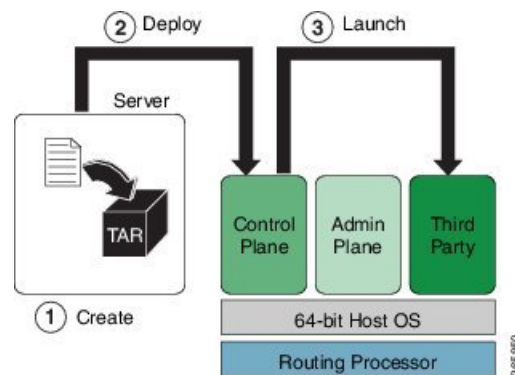 2 Deploy
3 Launch
Server
TAR
Control
Plane
Admin
Plane
Third
Party
1 Create
64-bit Host OS
Routing Processor